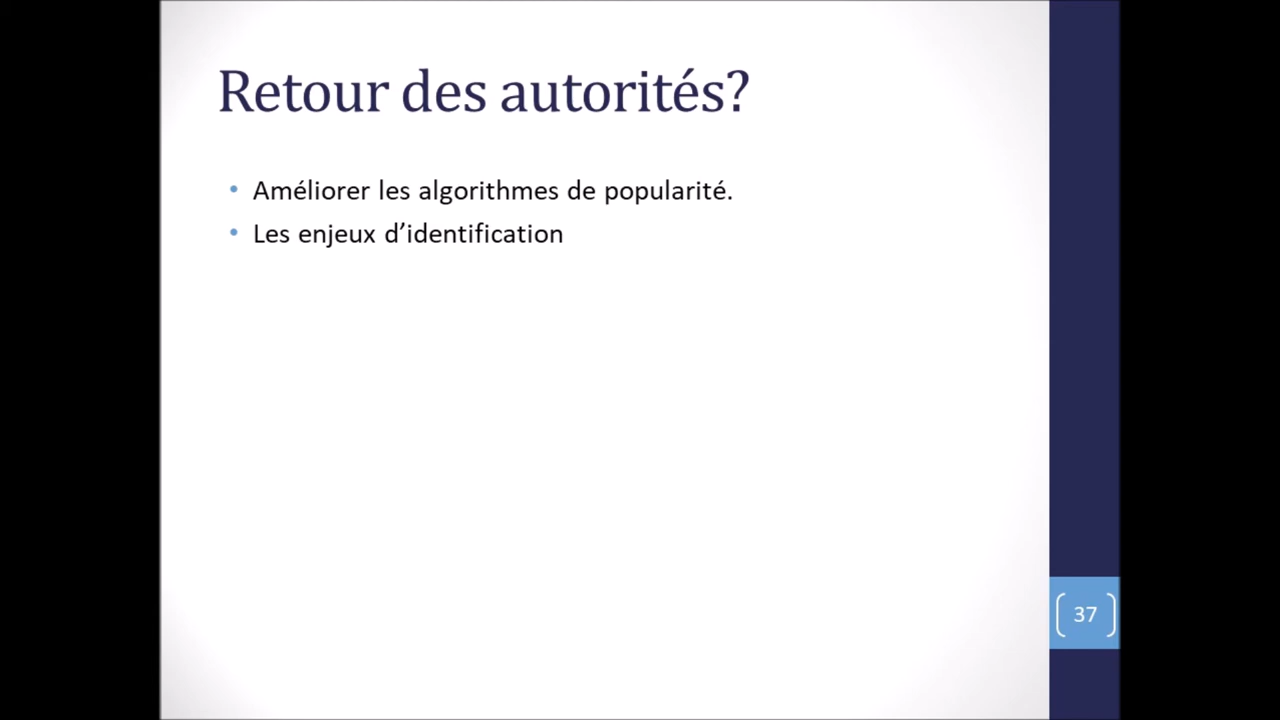 Retour des autorités?
• Améliorer les algorithmes de popularité.
• Les enjeux d’identification
37